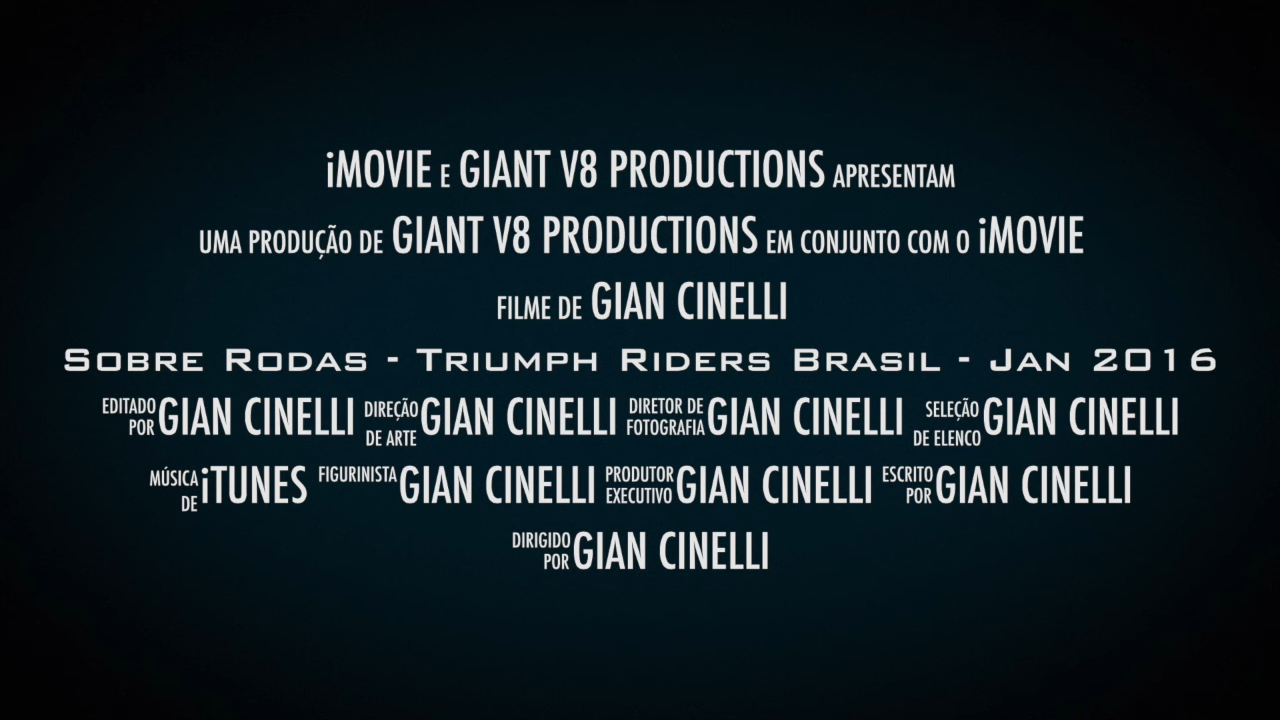 iMOVIE E GIANT V8 PRODUCTIONS APRESENTAM
UMA PRODUÇÃO DE GIANT V8 PRODUCTIONS EM CONJUNTO COM O iMOVIE
FILME DE GIAN CINELLI
SOBRE RODAS - TRIUMPH RIDERS BRASIL - JAN 2016
EDITADO POR GIAN CINELLI DIREÇÃO DE ARTE GIAN CINELLI DIRETOR DE FOTOGRAFIA GIAN CINELLI SELEÇÃO DE ELENCO GIAN CINELLI
MÚSICA DE iTUNES FIGURINISTA GIAN CINELLI PRODUTOR EXECUTIVO GIAN CINELLI ESCRITO POR GIAN CINELLI
DIRIGIDO POR GIAN CINELLI